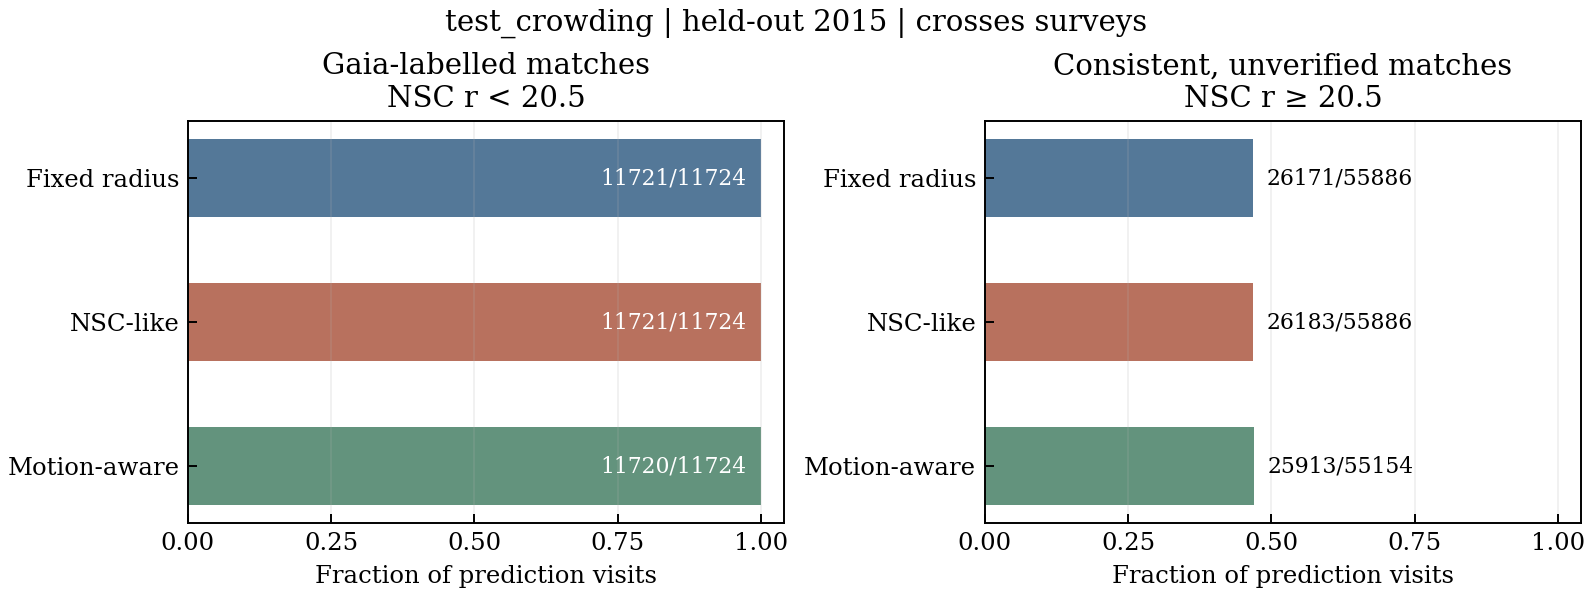 test_crowding | held-out 2015 | crosses surveys
Gaia-labelled matches
NSC r < 20.5
Fixed radius
11721/11724
NSC-like
11721/11724
Motion-aware
11720/11724
0.00 0.25 0.50 0.75 1.00
Fraction of prediction visits
Consistent, unverified matches
NSC r ≥ 20.5
Fixed radius
26171/55886
NSC-like
26183/55886
Motion-aware
25913/55154
0.00 0.25 0.50 0.75 1.00
Fraction of prediction visits